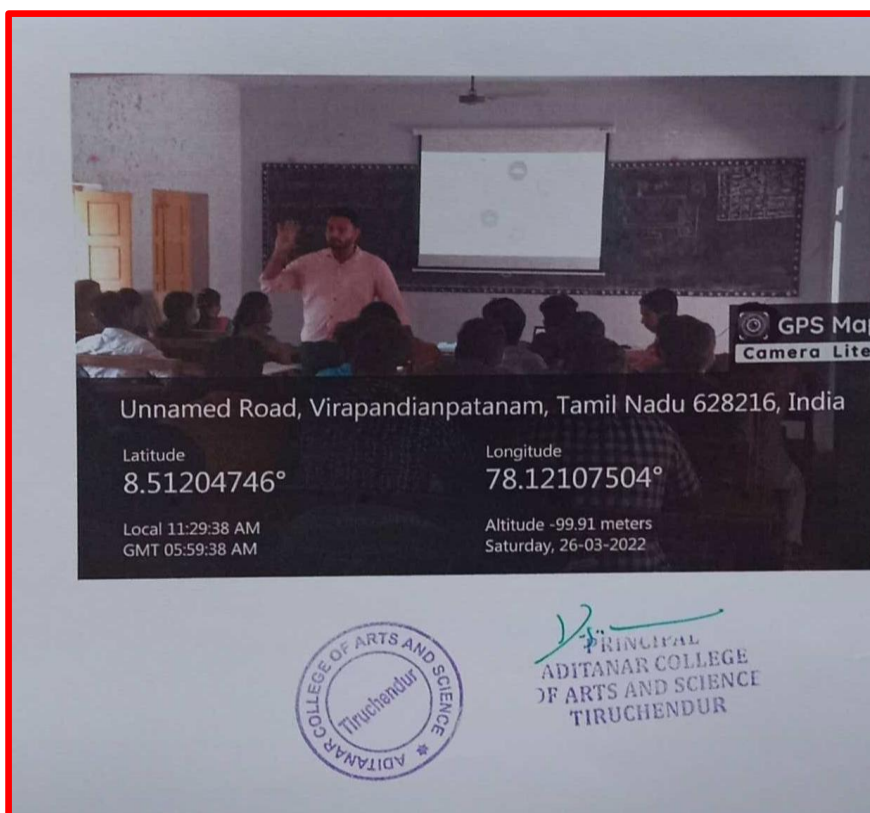 GPS Map
Camera Lite
Unnamed Road, Virapandianpatanam, Tamil Nadu 628216, India
Latitude
8.51204746°
Longitude
78.12107504°
Local 11:29:38 AM
GMT 05:59:38 AM
Altitude -99.91 meters
Saturday, 26-03-2022
ADITANAR COLLEGE OF ARTS AND SCIENCE
Tiruchendur
PRINCIPAL
ADITANAR COLLEGE
OF ARTS AND SCIENCE
TIRUCHENDUR